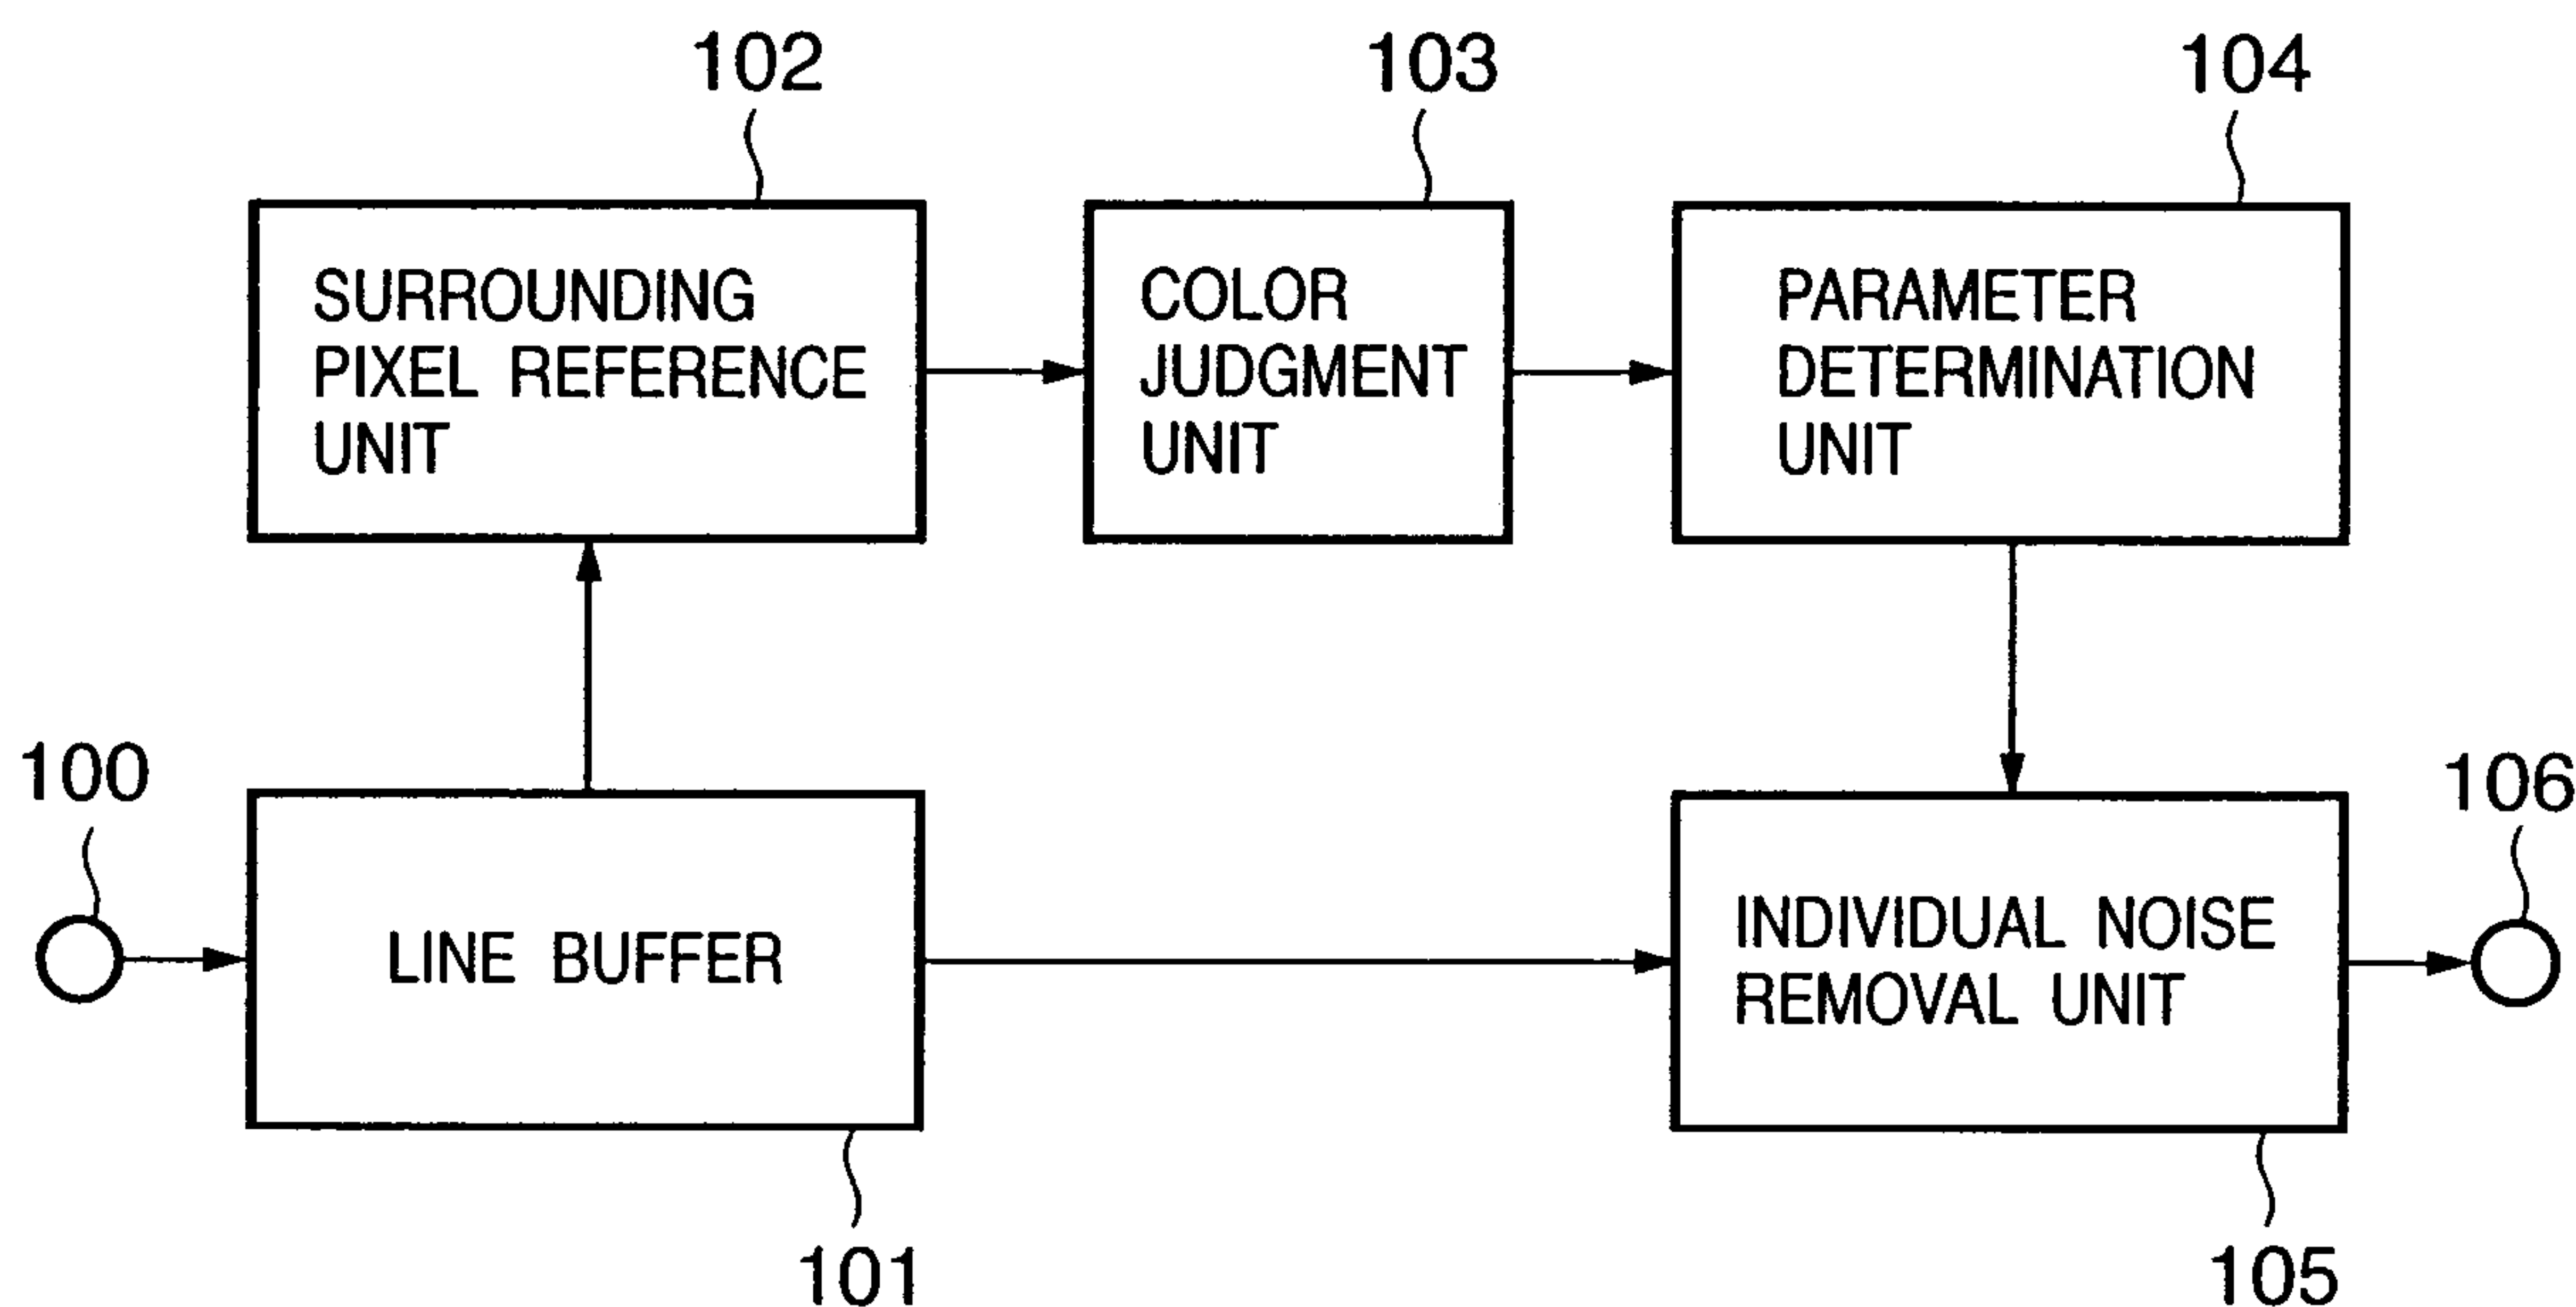 102
103
104
SURROUNDING
PIXEL REFERENCE
UNIT
COLOR
JUDGMENT
UNIT
PARAMETER
DETERMINATION
UNIT
100
106
LINE BUFFER
INDIVIDUAL NOISE
REMOVAL UNIT
101
105